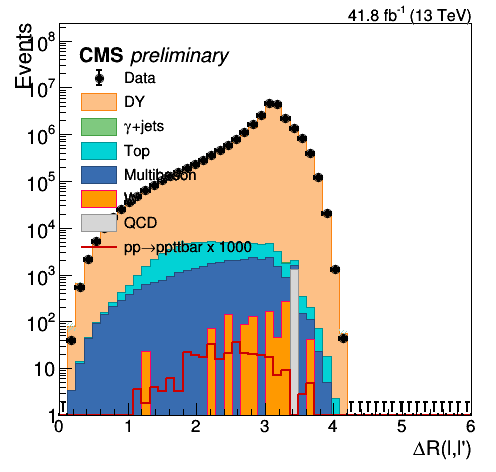 41.8 fb⁻¹ (13 TeV)
Events
CMS preliminary
Data
DY
γ+jets
Top
Multiboson
QCD
pp→ppttbar x 1000
10⁸
10⁷
10⁶
10⁵
10⁴
10³
10²
10
1
0 1 2 3 4 5 6
ΔR(l,l')